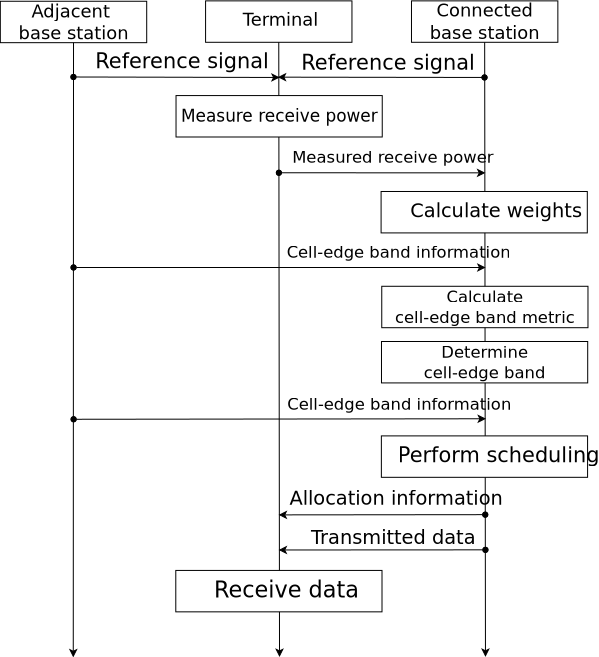 Adjacent
base station
Terminal
Connected
base station
Reference signal
Reference signal
Measure receive power
Measured receive power
Calculate weights
Cell-edge band information
Calculate
cell-edge band metric
Determine
cell-edge band
Cell-edge band information
Perform scheduling
Allocation information
Transmitted data
Receive data